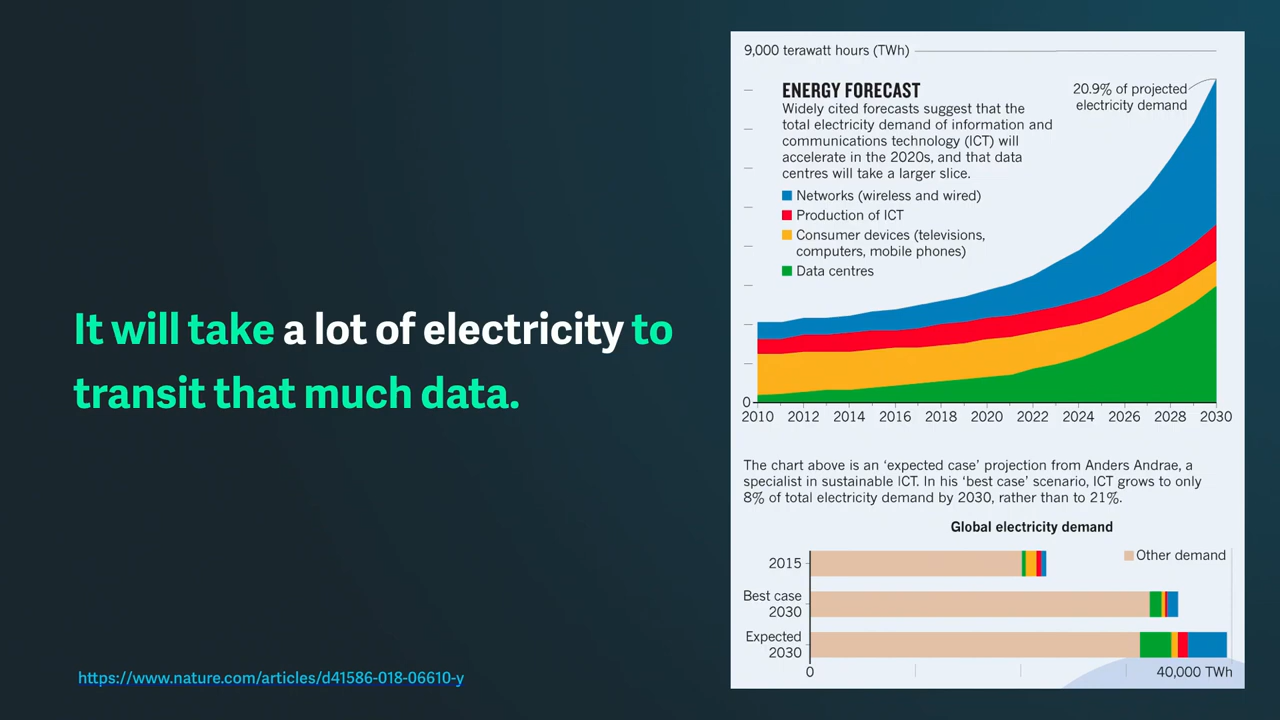 It will take a lot of electricity to
transit that much data.
https://www.nature.com/articles/d41586-018-06610-y
9,000 terawatt hours (TWh)
ENERGY FORECAST
Widely cited forecasts suggest that the
total electricity demand of information and
communications technology (ICT) will
accelerate in the 2020s, and that data
centres will take a larger slice.
20.9% of projected
electricity demand
Networks (wireless and wired)
Production of ICT
Consumer devices (televisions,
computers, mobile phones)
Data centres
0
2010 2012 2014 2016 2018 2020 2022 2024 2026 2028 2030
The chart above is an ‘expected case’ projection from Anders Andrae, a
specialist in sustainable ICT. In his ‘best case’ scenario, ICT grows to only
8% of total electricity demand by 2030, rather than to 21%.
Global electricity demand
2015
Other demand
Best case
2030
Expected
2030
0 40,000 TWh